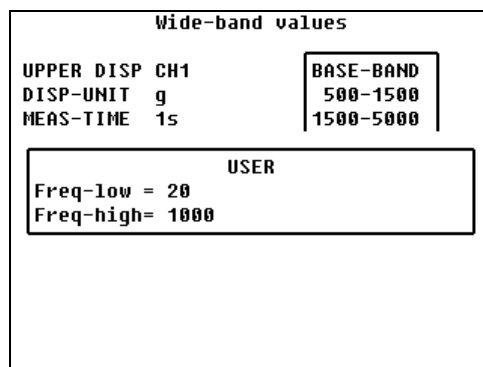 Wide-band values
UPPER DISP CH1 BASE-BAND
DISP-UNIT g 500-1500
MEAS-TIME 1s 1500-5000
USER
Freq-low = 20
Freq-high= 1000